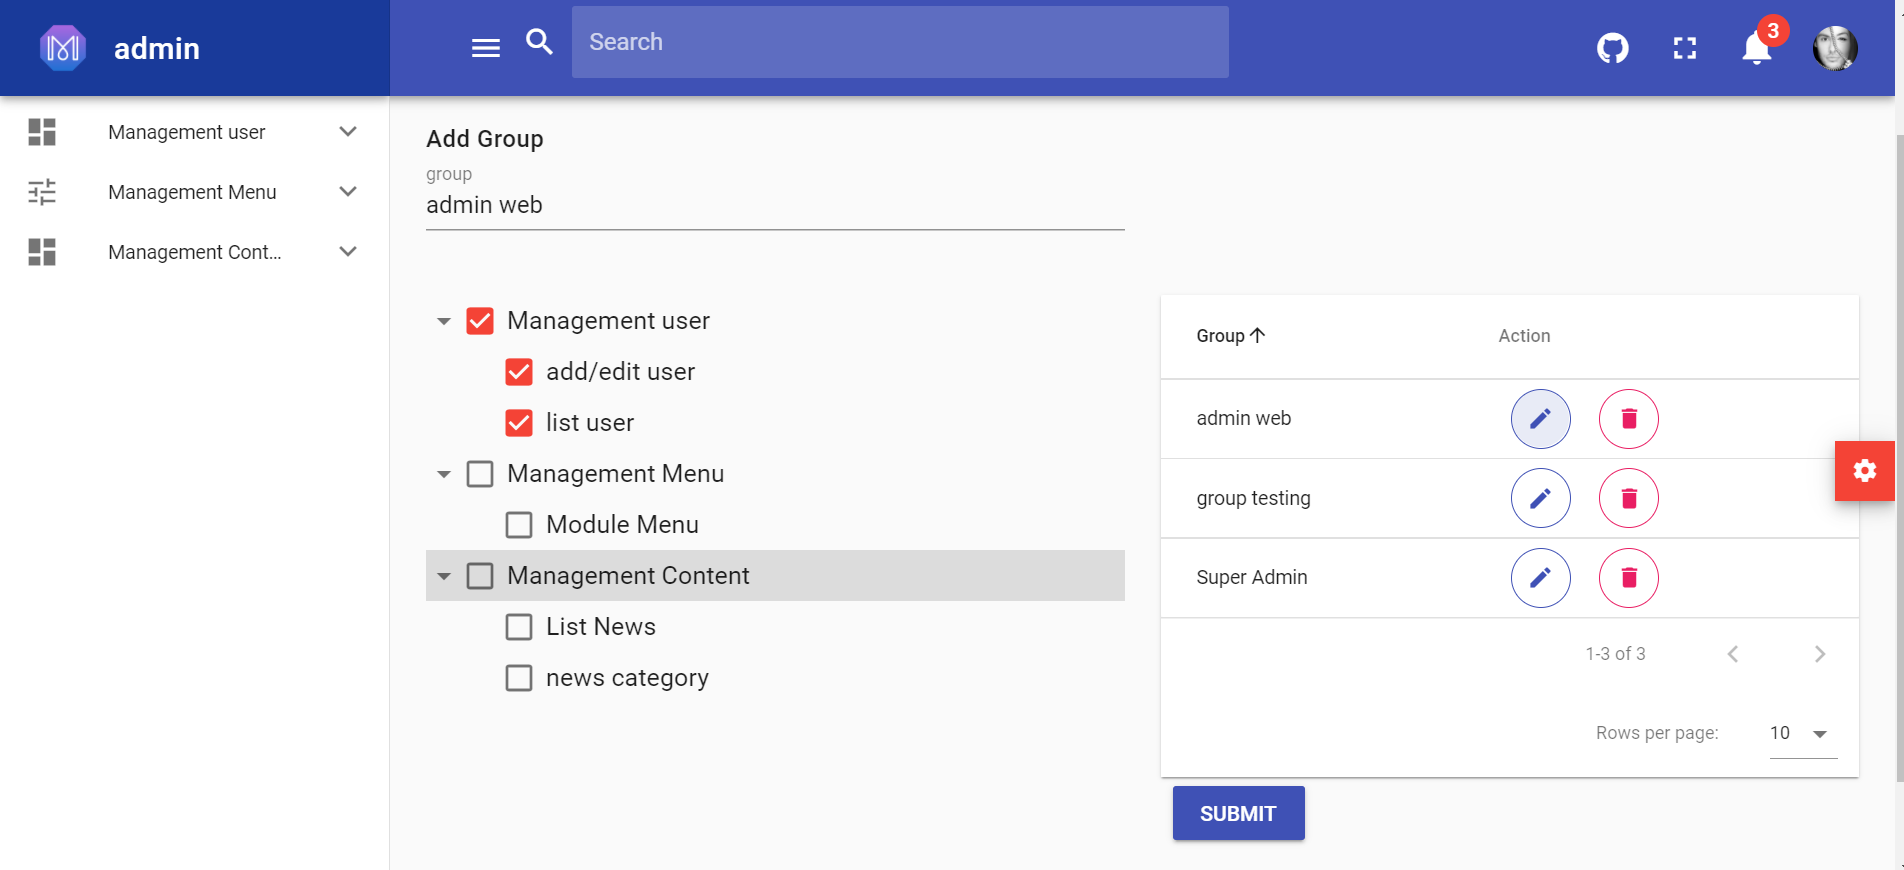 admin
Search
3
Management user
Management Menu
Management Cont...
Add Group
group
admin web
Management user
add/edit user
list user
Management Menu
Module Menu
Management Content
List News
news category
Group Action
admin web
group testing
Super Admin
1-3 of 3
Rows per page: 10
SUBMIT